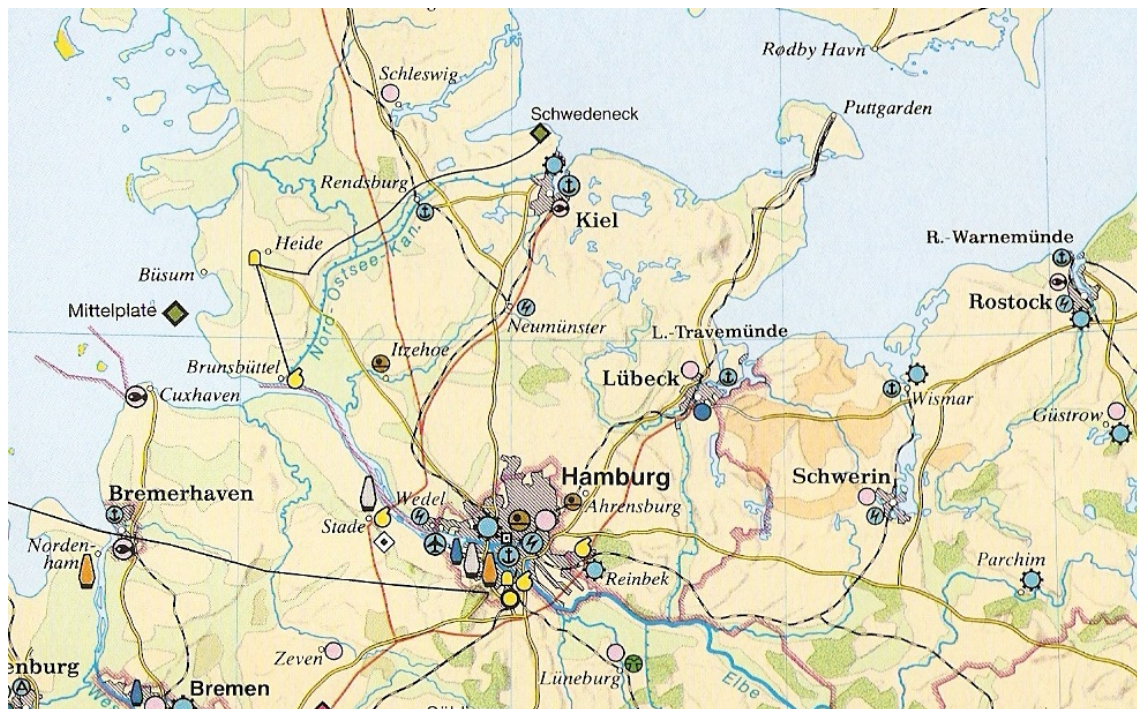 Rødby Havn
Schleswig
Puttgarden
Schwedeneck
Rendsburg
Kiel
Heide
R.-Warnemünde
Büsum
Nord-Ostsee-Kan.
Rostock
Mittelplate
Neumünster
L.-Travemünde
Itzehoe
Brunsbüttel
Lübeck
Cuxhaven
Wismar
Güstrow
Hamburg
Schwerin
Bremerhaven
Wedel
Ahrensburg
Stade
Norden-
ham
Reinbek
Parchim
Zeven
Lüneburg
enburg
Elbe
Bremen